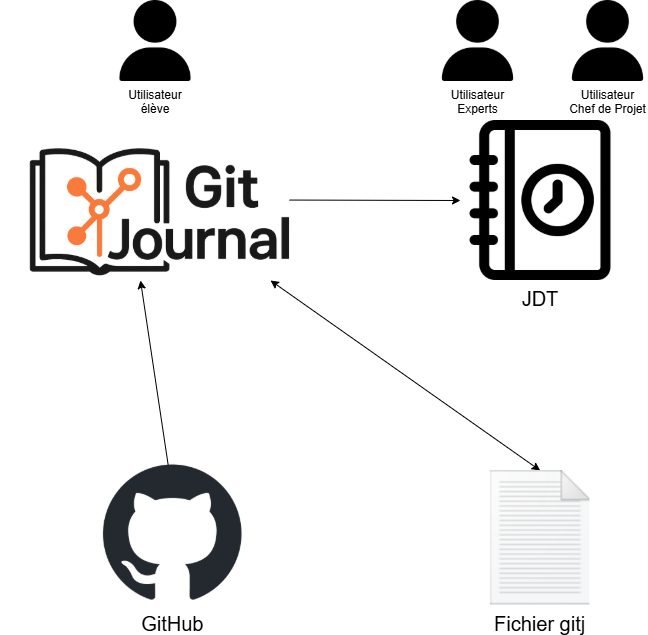 Utilisateur
élève
Utilisateur
Experts
Utilisateur
Chef de Projet
Git
Journal
JDT
GitHub
Fichier gitj